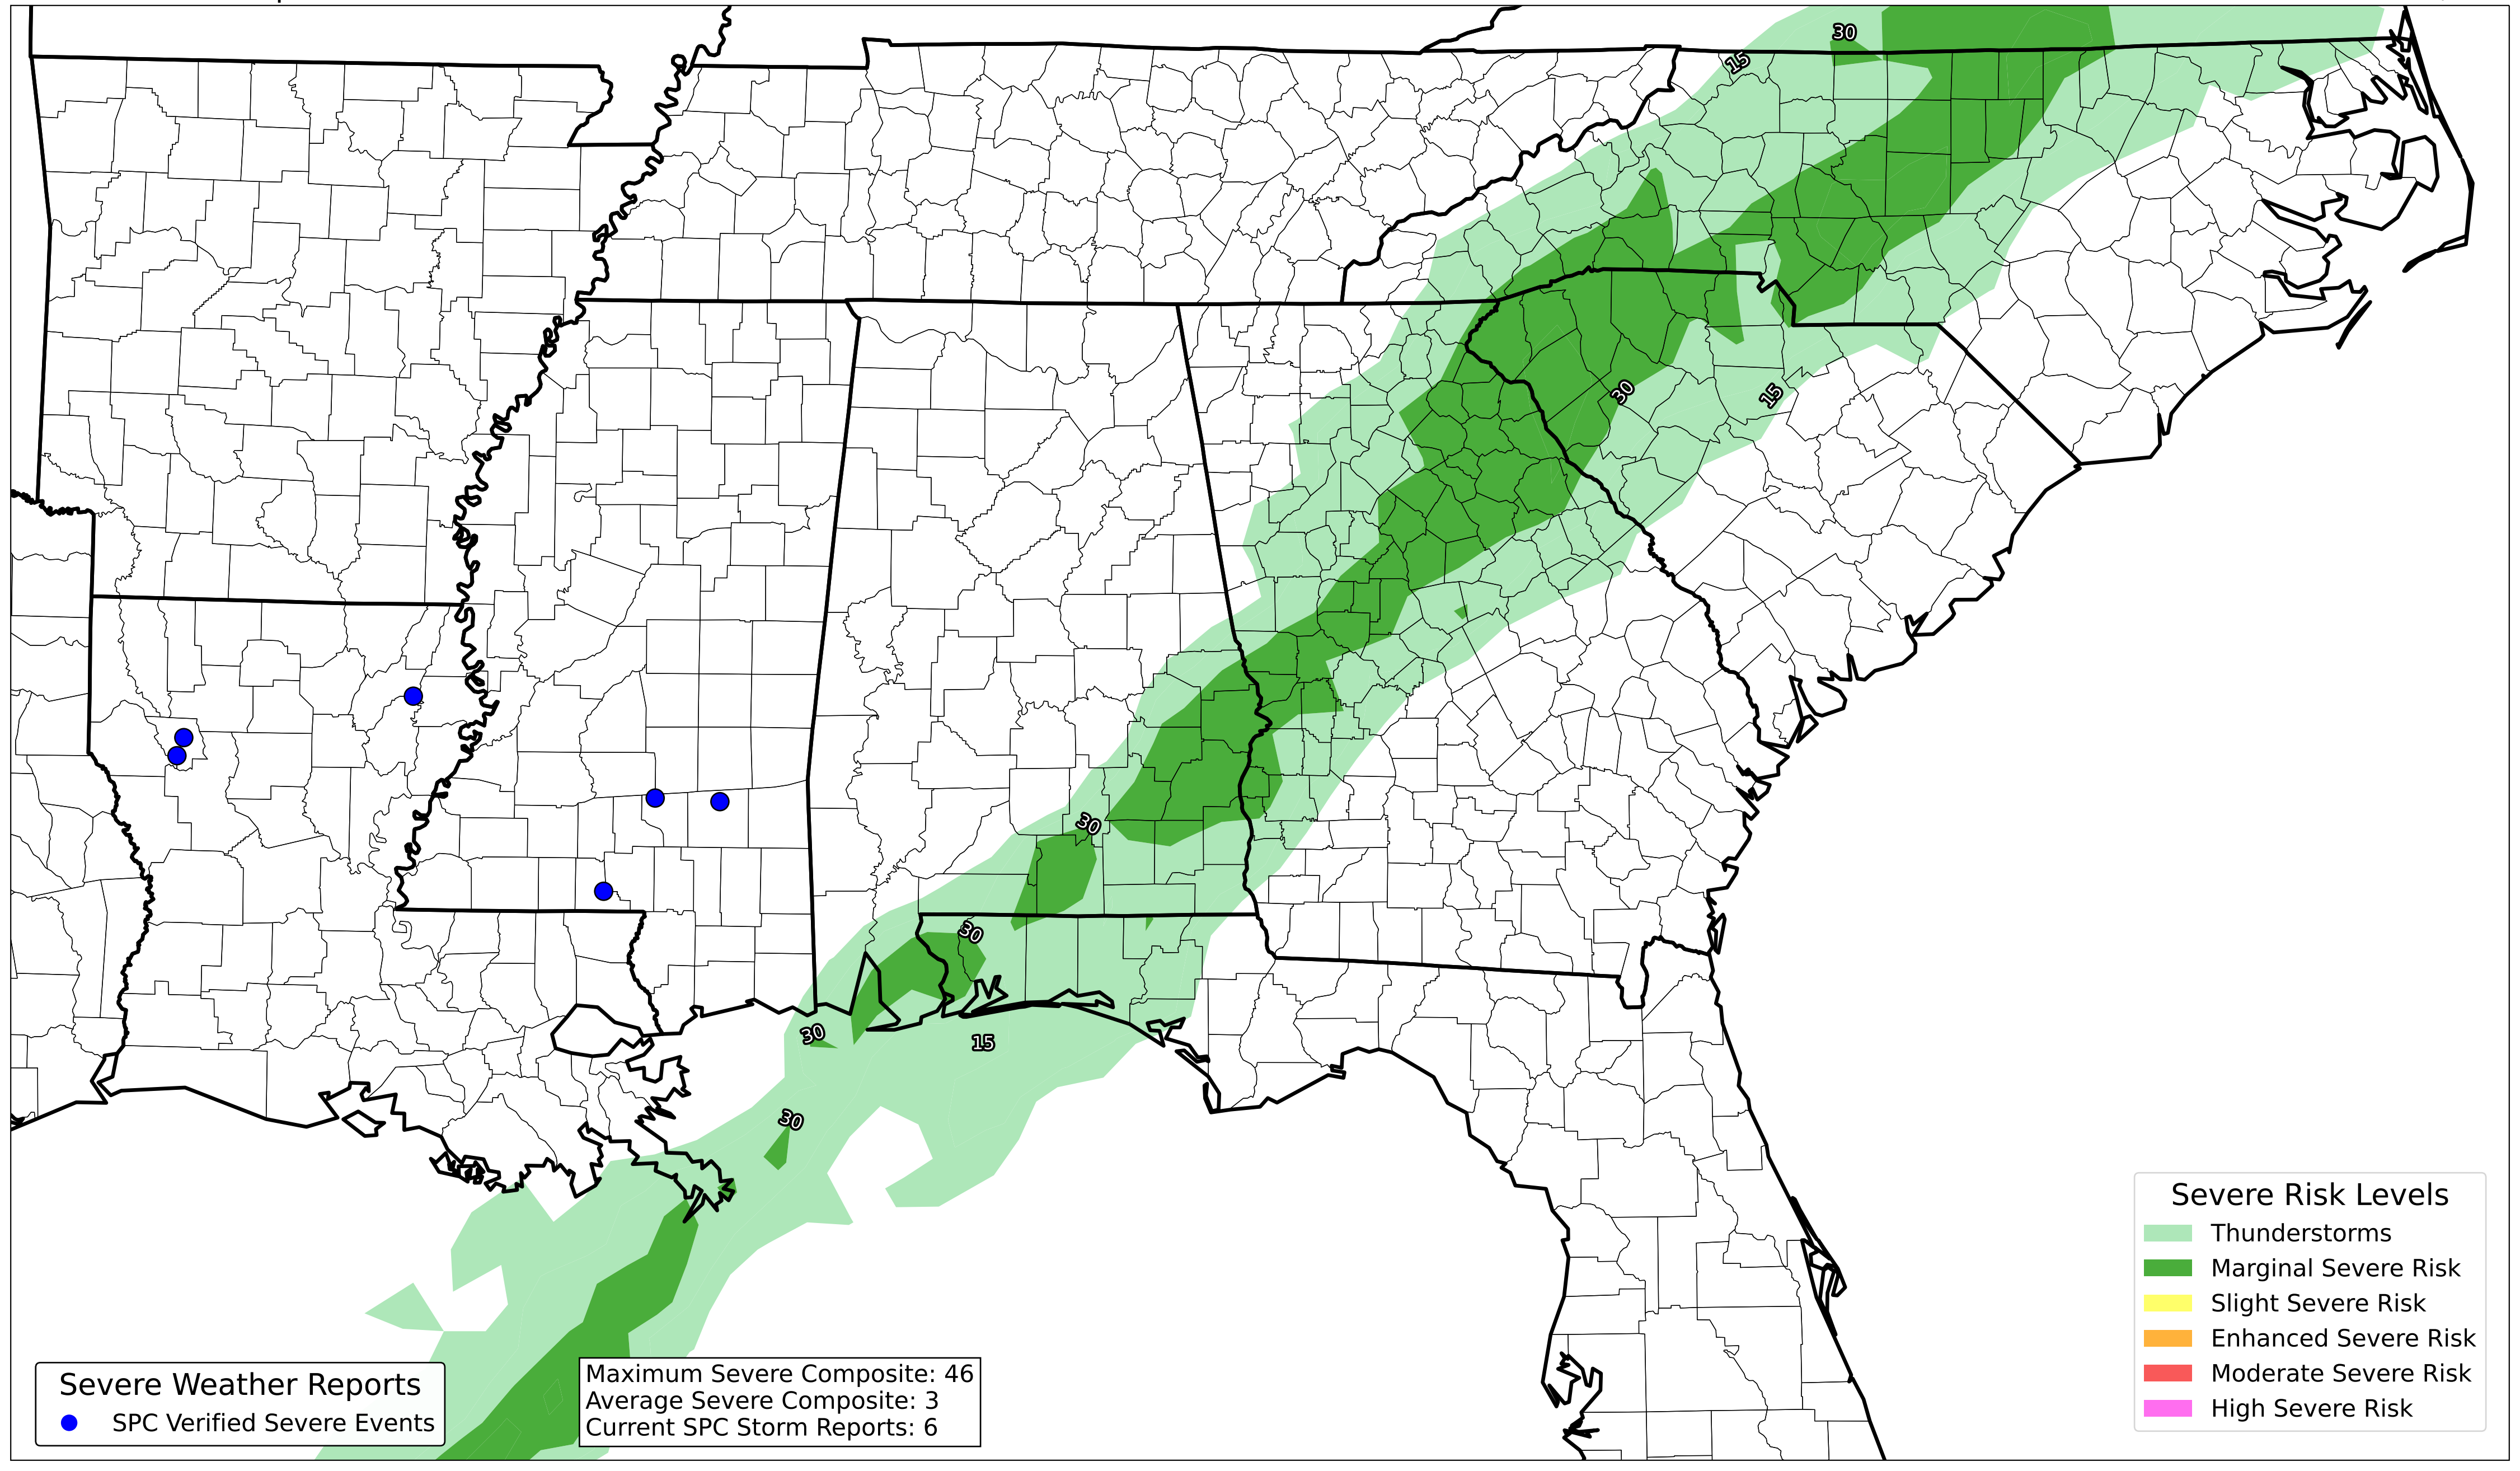 30
15
30
15
30
30
30
15
30
Severe Risk Levels
Thunderstorms
Marginal Severe Risk
Slight Severe Risk
Enhanced Severe Risk
Moderate Severe Risk
High Severe Risk
Severe Weather Reports
SPC Verified Severe Events
Maximum Severe Composite: 46
Average Severe Composite: 3
Current SPC Storm Reports: 6